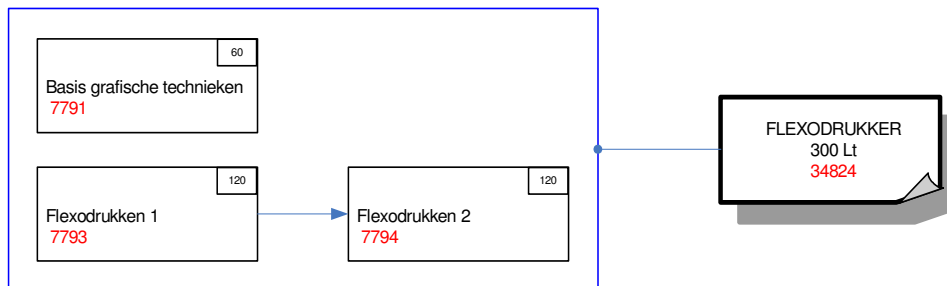 60
Basis grafische technieken
7791
120
Flexodrukken 1
7793
120
Flexodrukken 2
7794
FLEXODRUKKER
300 Lt
34824